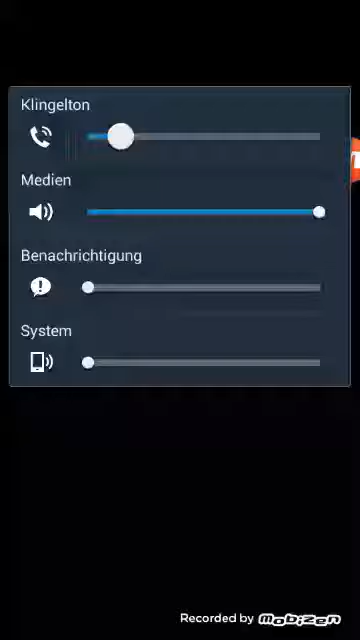 Klingelton
Medien
Benachrichtigung
System
Recorded by mobizen